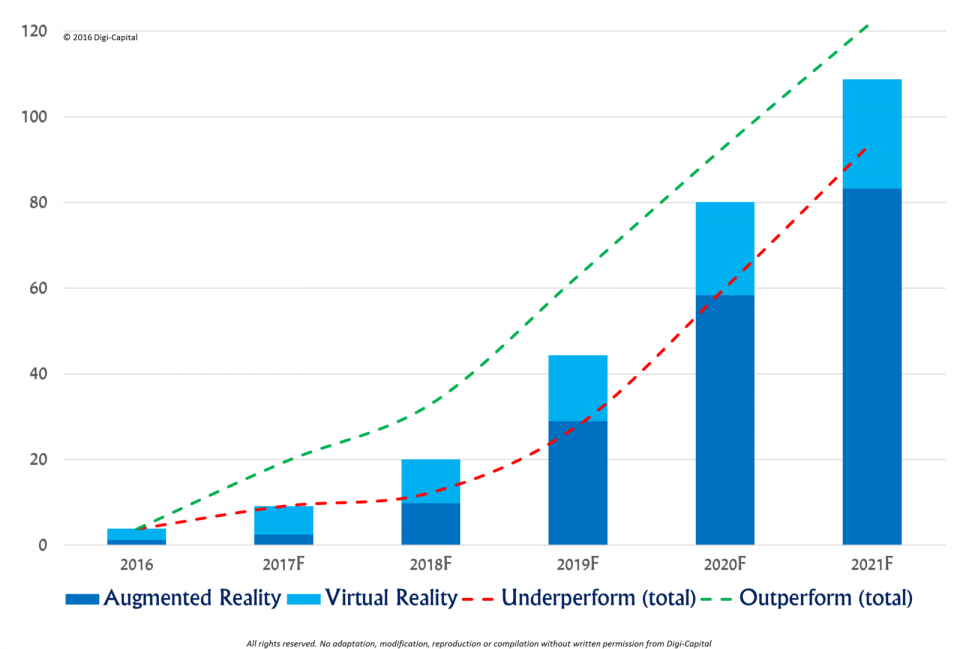 120
© 2016 Digi-Capital
100
80
60
40
20
0
2016 2017F 2018F 2019F 2020F 2021F
Augmented Reality Virtual Reality Underperform (total) Outperform (total)
All rights reserved. No adaptation, modification, reproduction or compilation without written permission from Digi-Capital